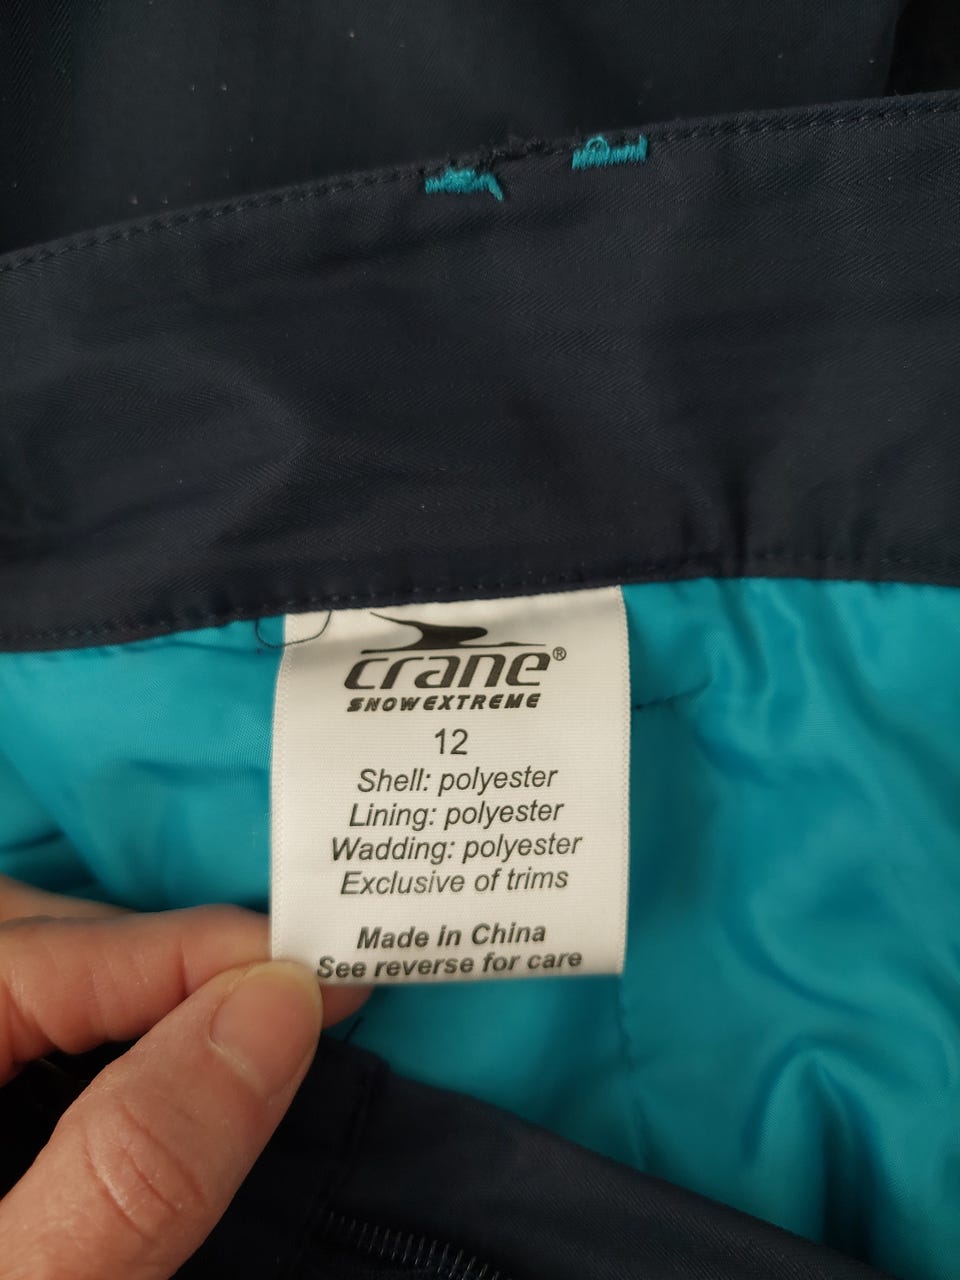 crane®
SNOWEXTREME
12
Shell: polyester
Lining: polyester
Wadding: polyester
Exclusive of trims
Made in China
See reverse for care